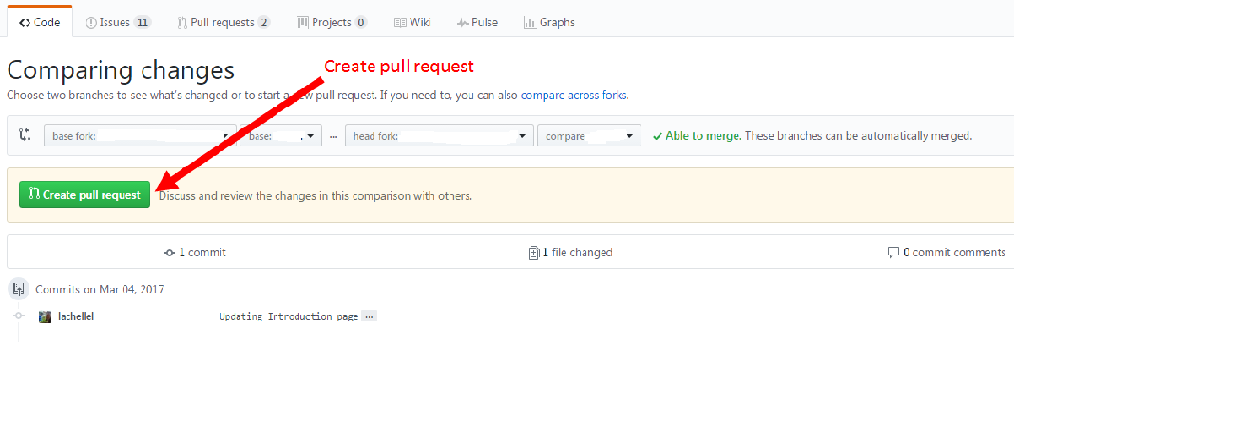 Code Issues 11 Pull requests 2 Projects 0 Wiki Pulse Graphs
Create pull request
Comparing changes
Choose two branches to see what's changed or to start a new pull request. If you need to, you can also compare across forks.
base fork: base: ... head fork: compare Able to merge. These branches can be automatically merged.
Create pull request Discuss and review the changes in this comparison with others.
1 commit 1 file changed 0 commit comments
Commits on Mar 04, 2017
lachellel Updating Introduction page ...